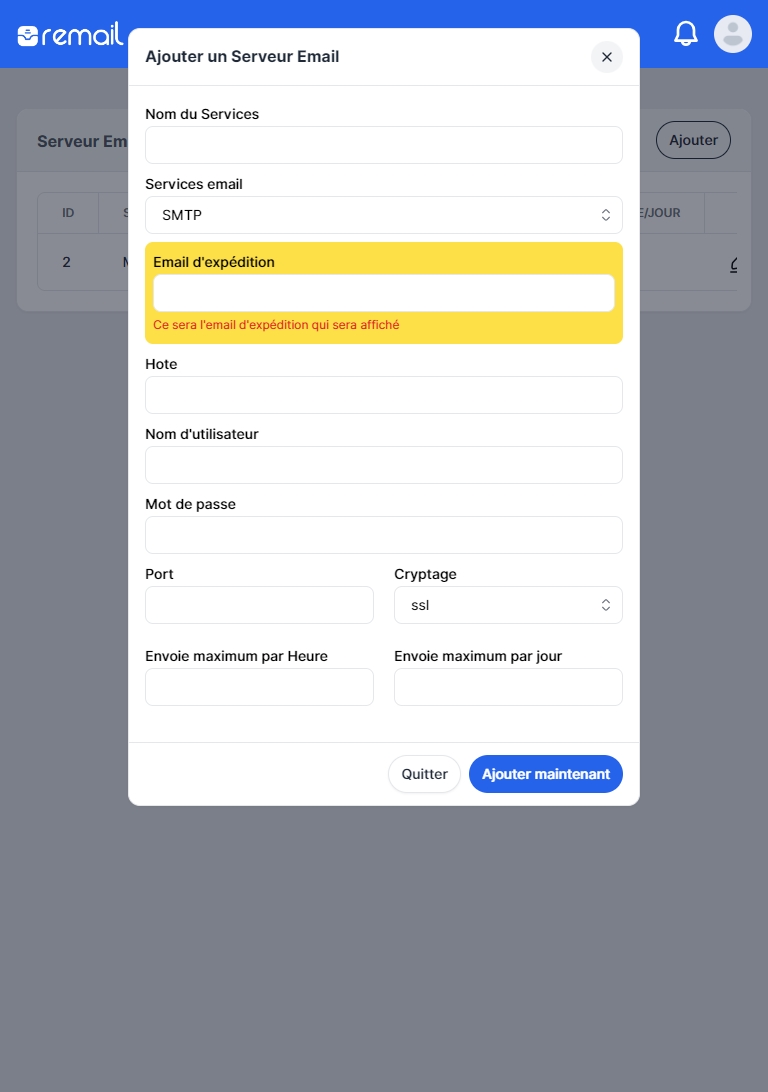 remail
Ajouter un Serveur Email
Nom du Services
Serveur Em
Ajouter
Services email
ID
SMTP
E/JOUR
2
Email d'expédition
Ce sera l'email d'expédition qui sera affiché
Hote
Nom d'utilisateur
Mot de passe
Port
Cryptage
ssl
Envoie maximum par Heure
Envoie maximum par jour
Quitter
Ajouter maintenant